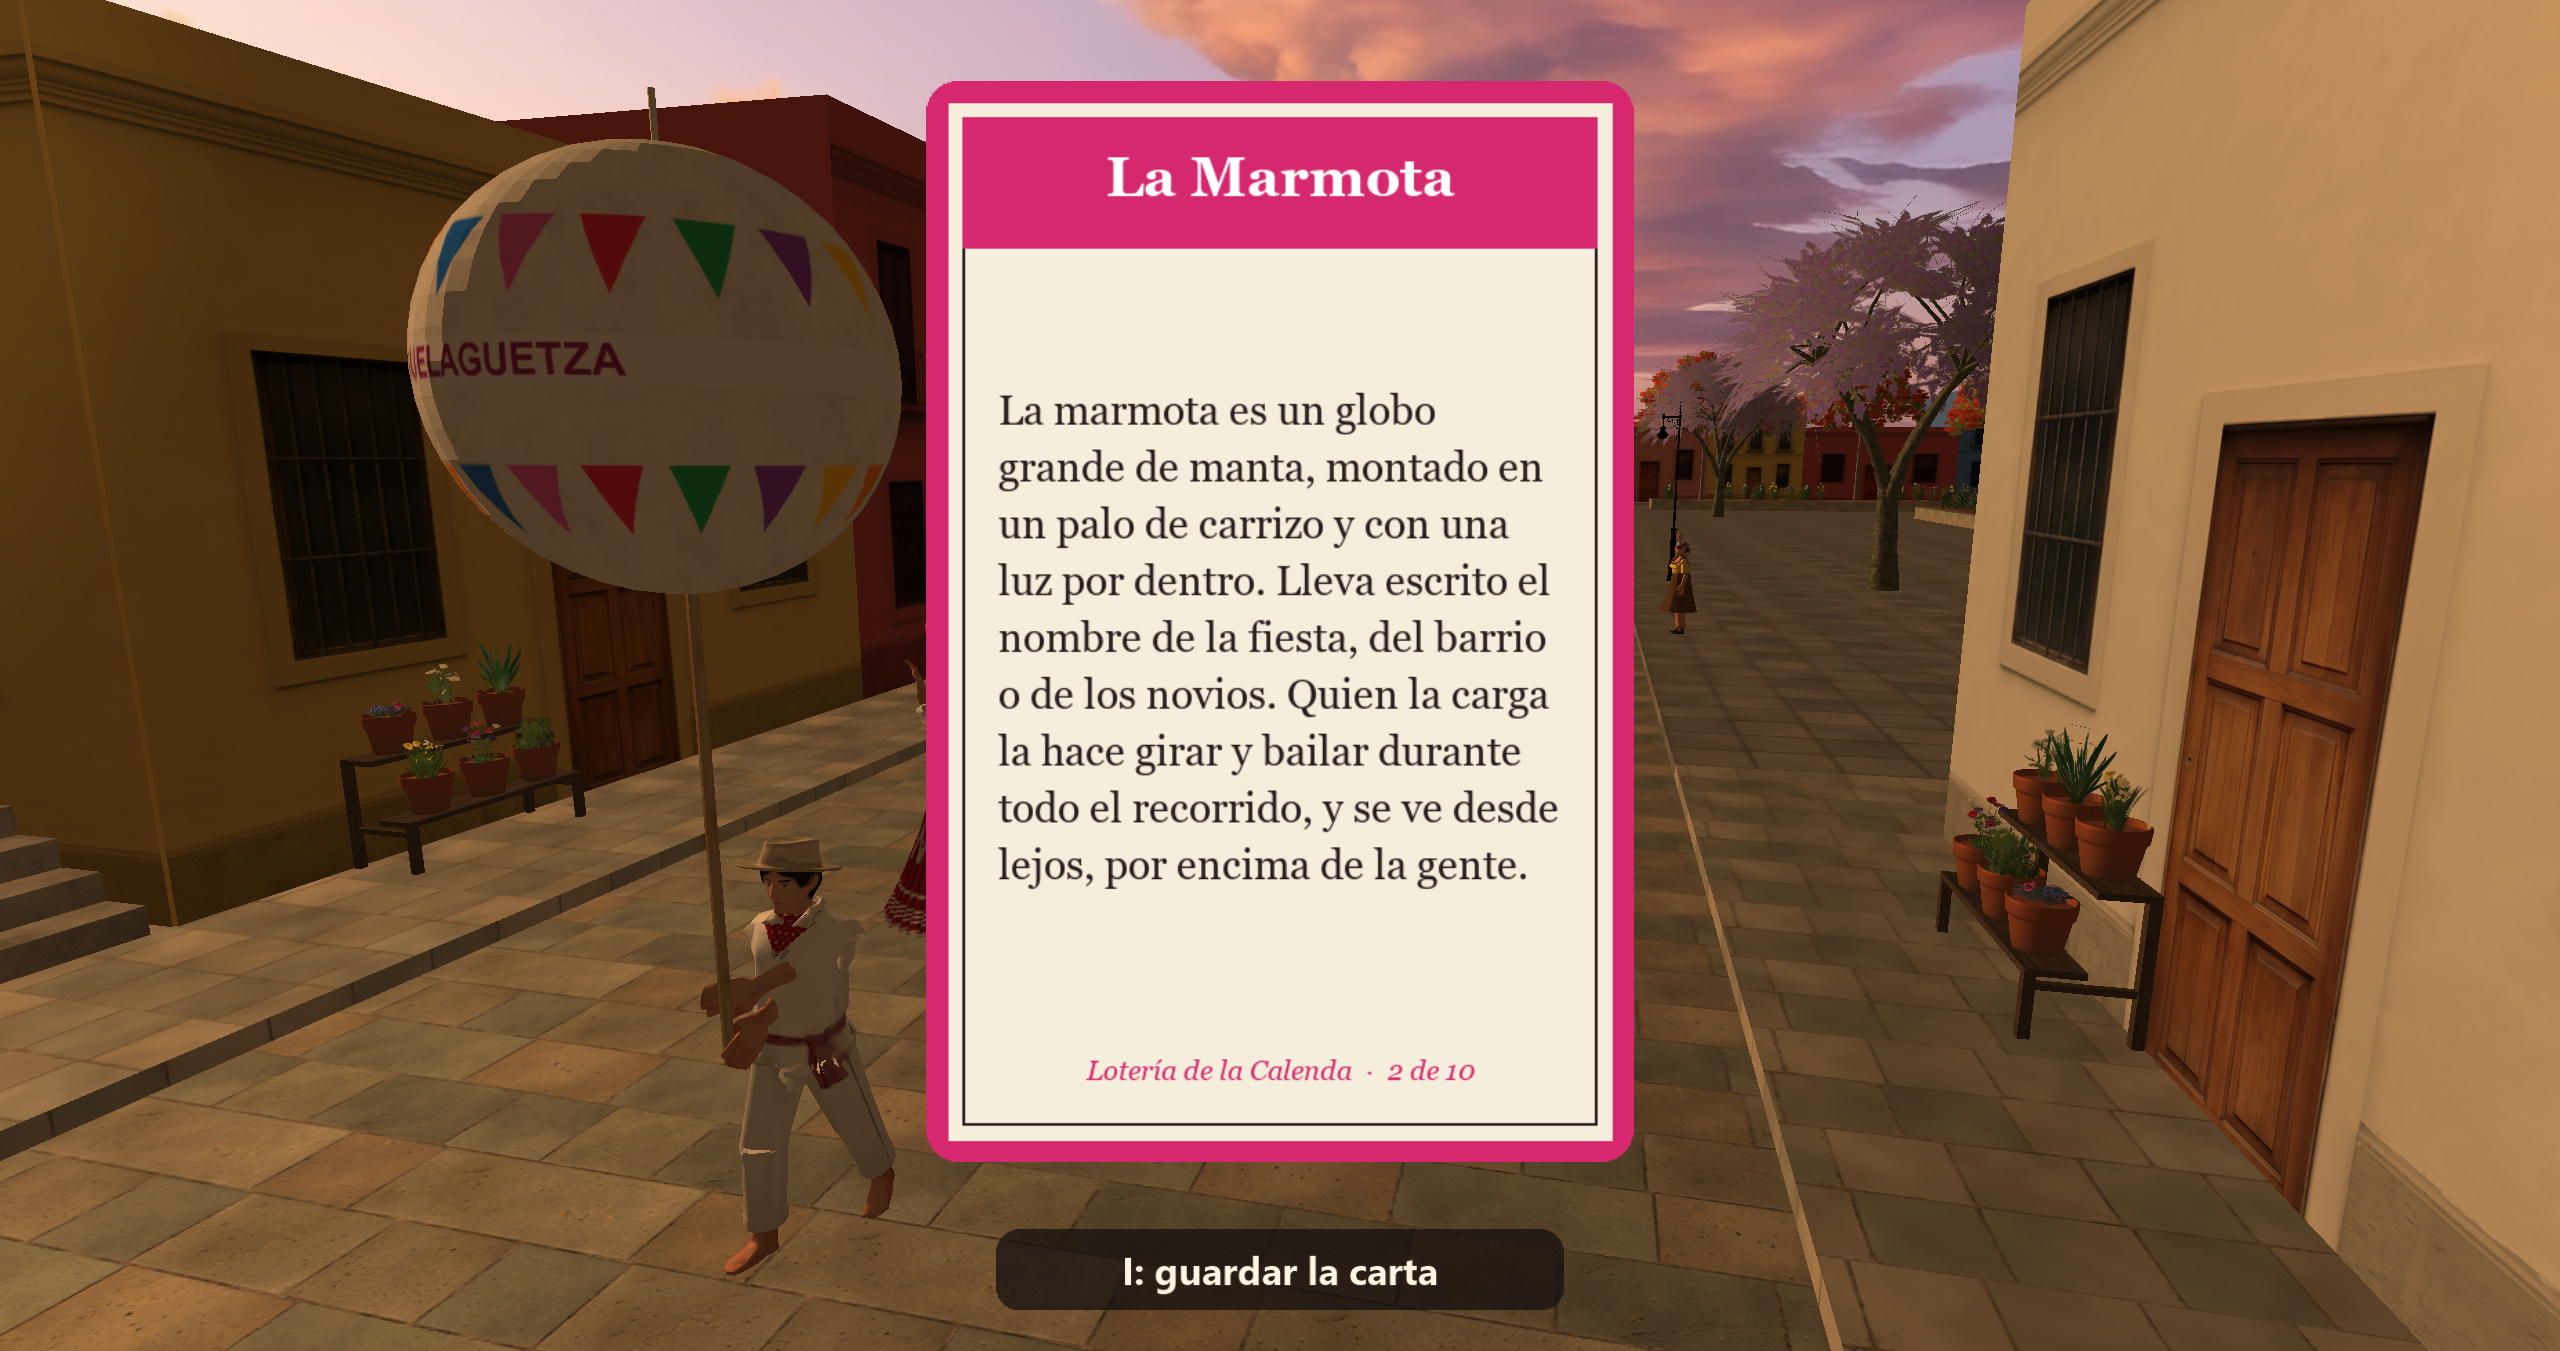 La Marmota
ELAGUETZA
La marmota es un globo
grande de manta, montado en
un palo de carrizo y con una
luz por dentro. Lleva escrito el
nombre de la fiesta, del barrio
o de los novios. Quien la carga
la hace girar y bailar durante
todo el recorrido, y se ve desde
lejos, por encima de la gente.
Lotería de la Calenda · 2 de 10
I: guardar la carta